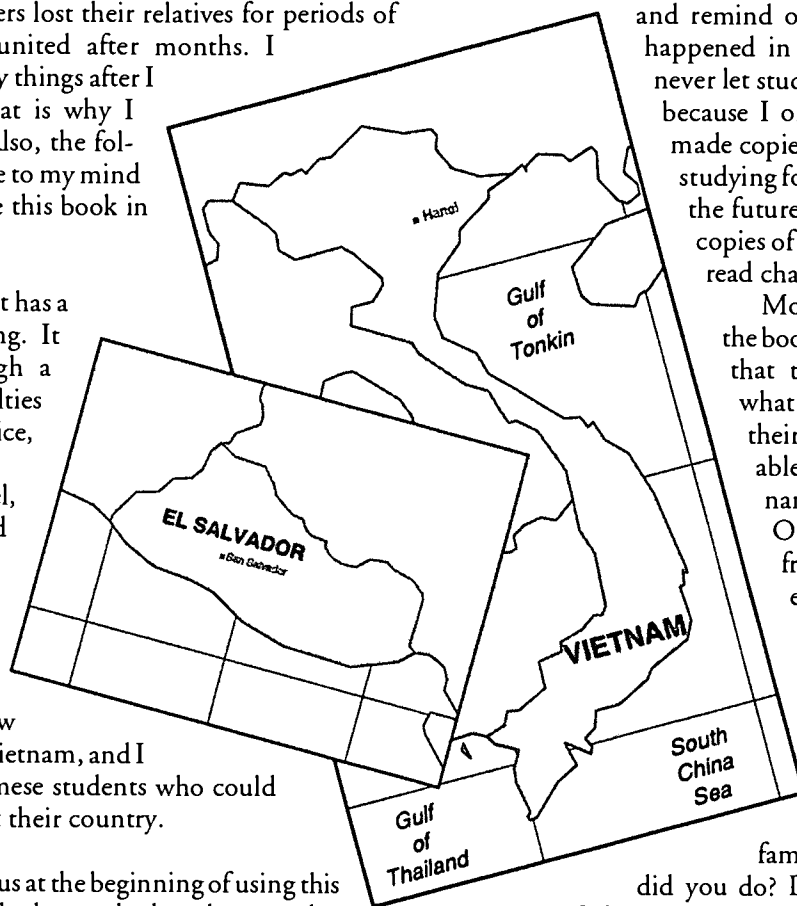 ers lost their relatives for periods of
united after months. I
y things after I
at is why I
lso, the fol-
e to my mind
e this book in
t has a
ng. It
gh a
lties
ice,
el,
d
w
ietnam, and I
mese students who could
t their country.
us at the beginning of using this
Hanoi
Gulf
of
Tonkin
EL SALVADOR
San Salvador
VIETNAM
South
China
Sea
Gulf
of
Thailand
and remind o
happened in
never let stud
because I o
made copie
studying fo
the future
copies of
read cha
Mo
the boo
that t
what
their
able
nar
O
fr
e
fam
did you do? I